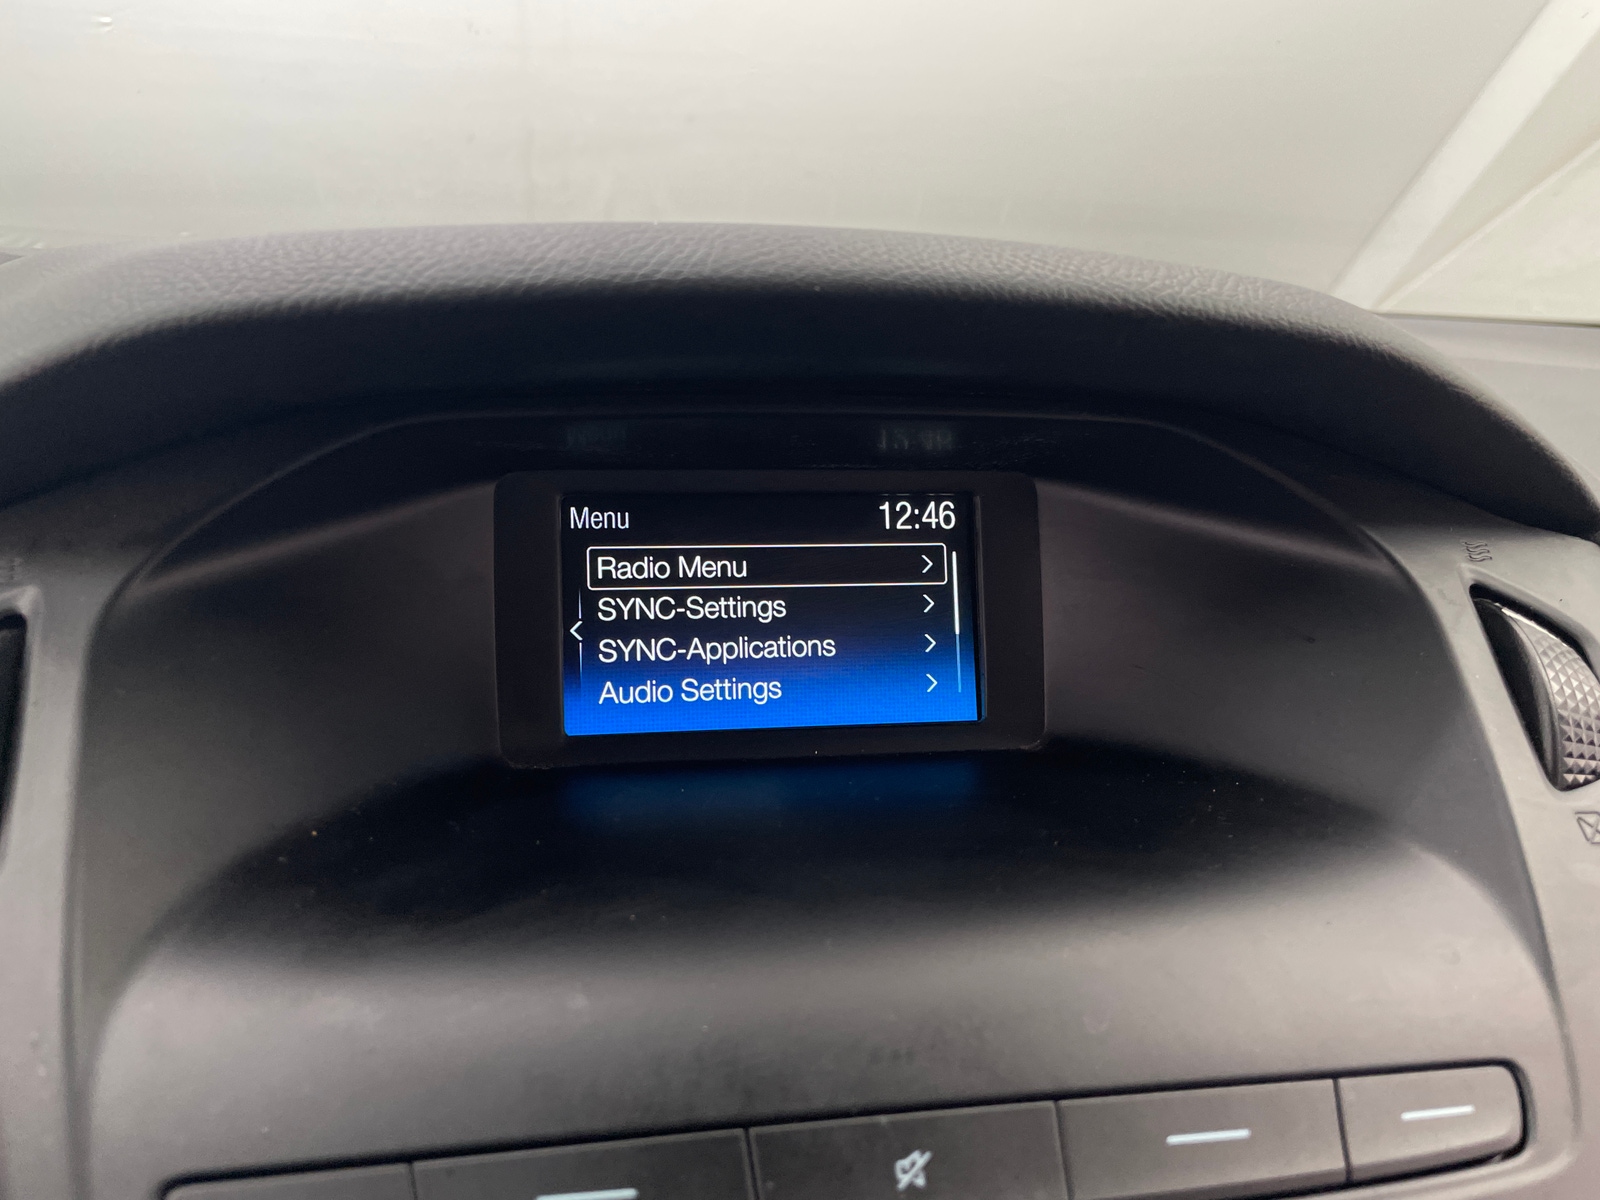 Menu 12:46
Radio Menu
SYNC-Settings
SYNC-Applications
Audio Settings